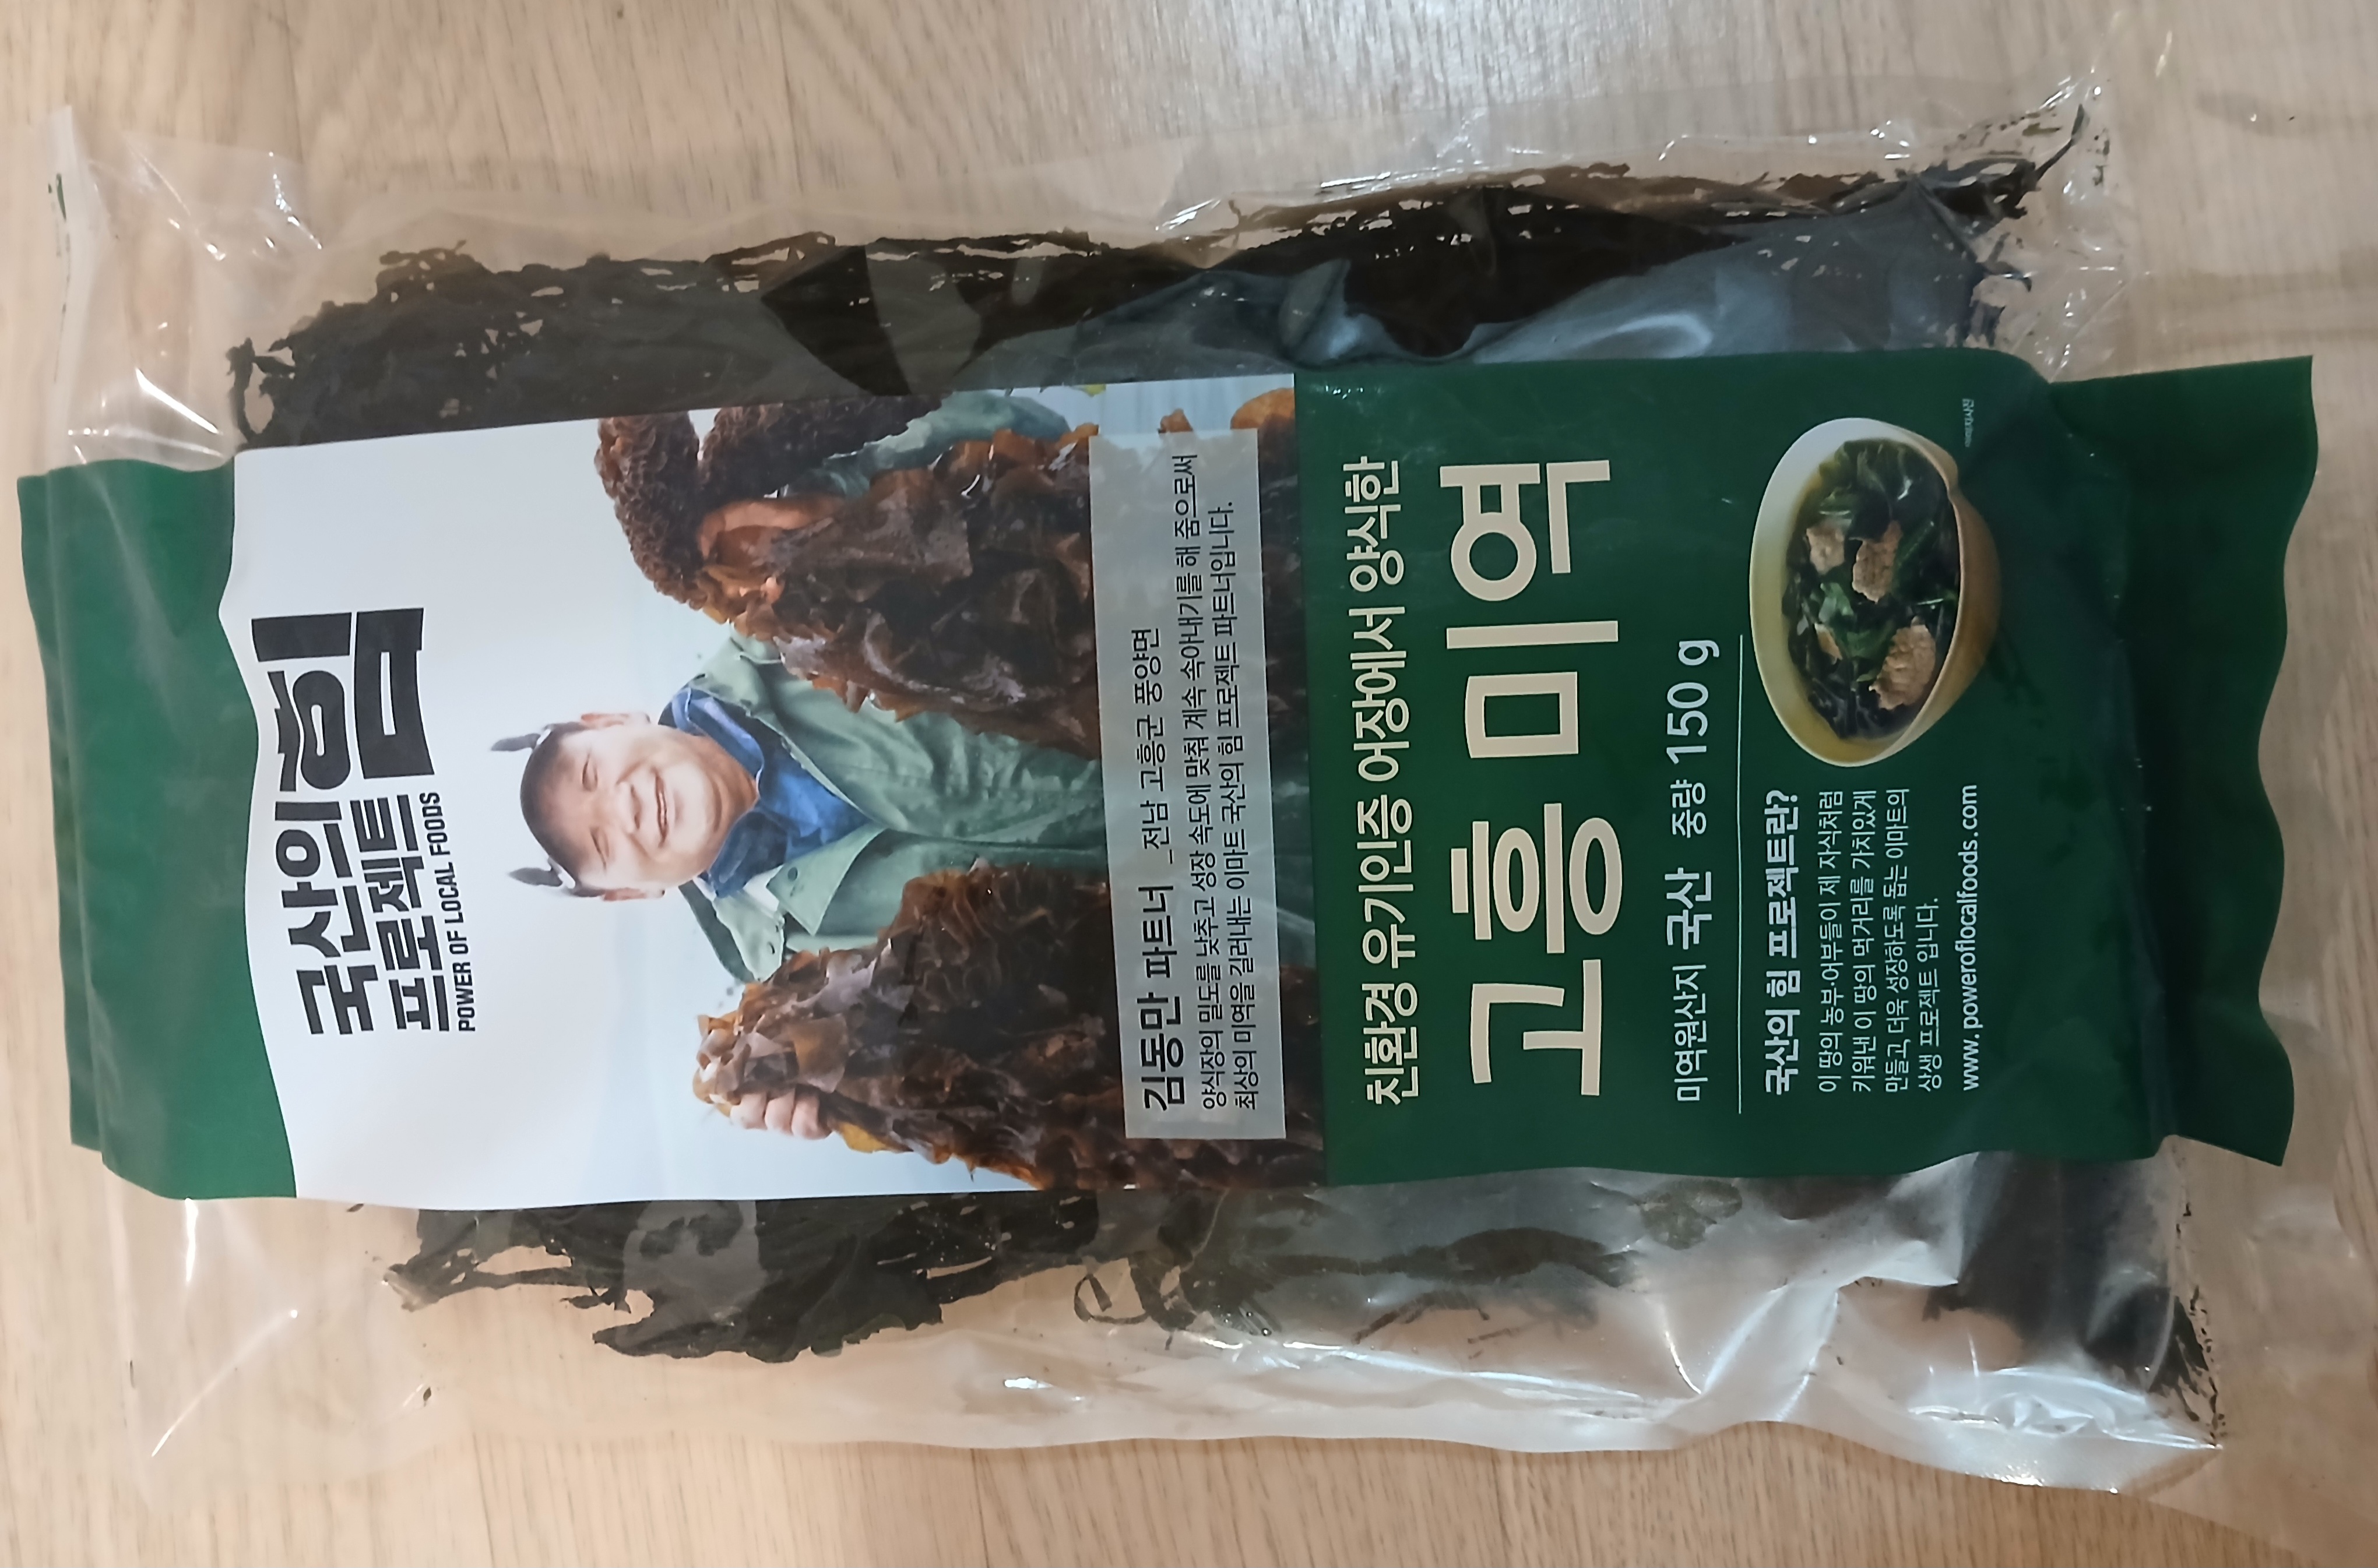 국산의힘
프로젝트
POWER OF LOCAL FOODS
김동만 파트너 _전남 고흥군 풍양면
양식장의 밀도를 낮추고 성장 속도에 맞춰 계속 솎아내기를 해 줌으로써
최상의 미역을 길러내는 이마트 국산의 힘 프로젝트 파트너입니다.
친환경 유기인증 어장에서 양식한
고흥미역
미역원산지 국산 중량 150 g
국산의 힘 프로젝트란?
이 땅의 농부·어부들이 제 자식처럼
키워낸 이 땅의 먹거리를 가치있게
만들고 더욱 성장하도록 돕는 이마트의
상생 프로젝트 입니다.
www.poweroflocalfoods.com
이미지사진